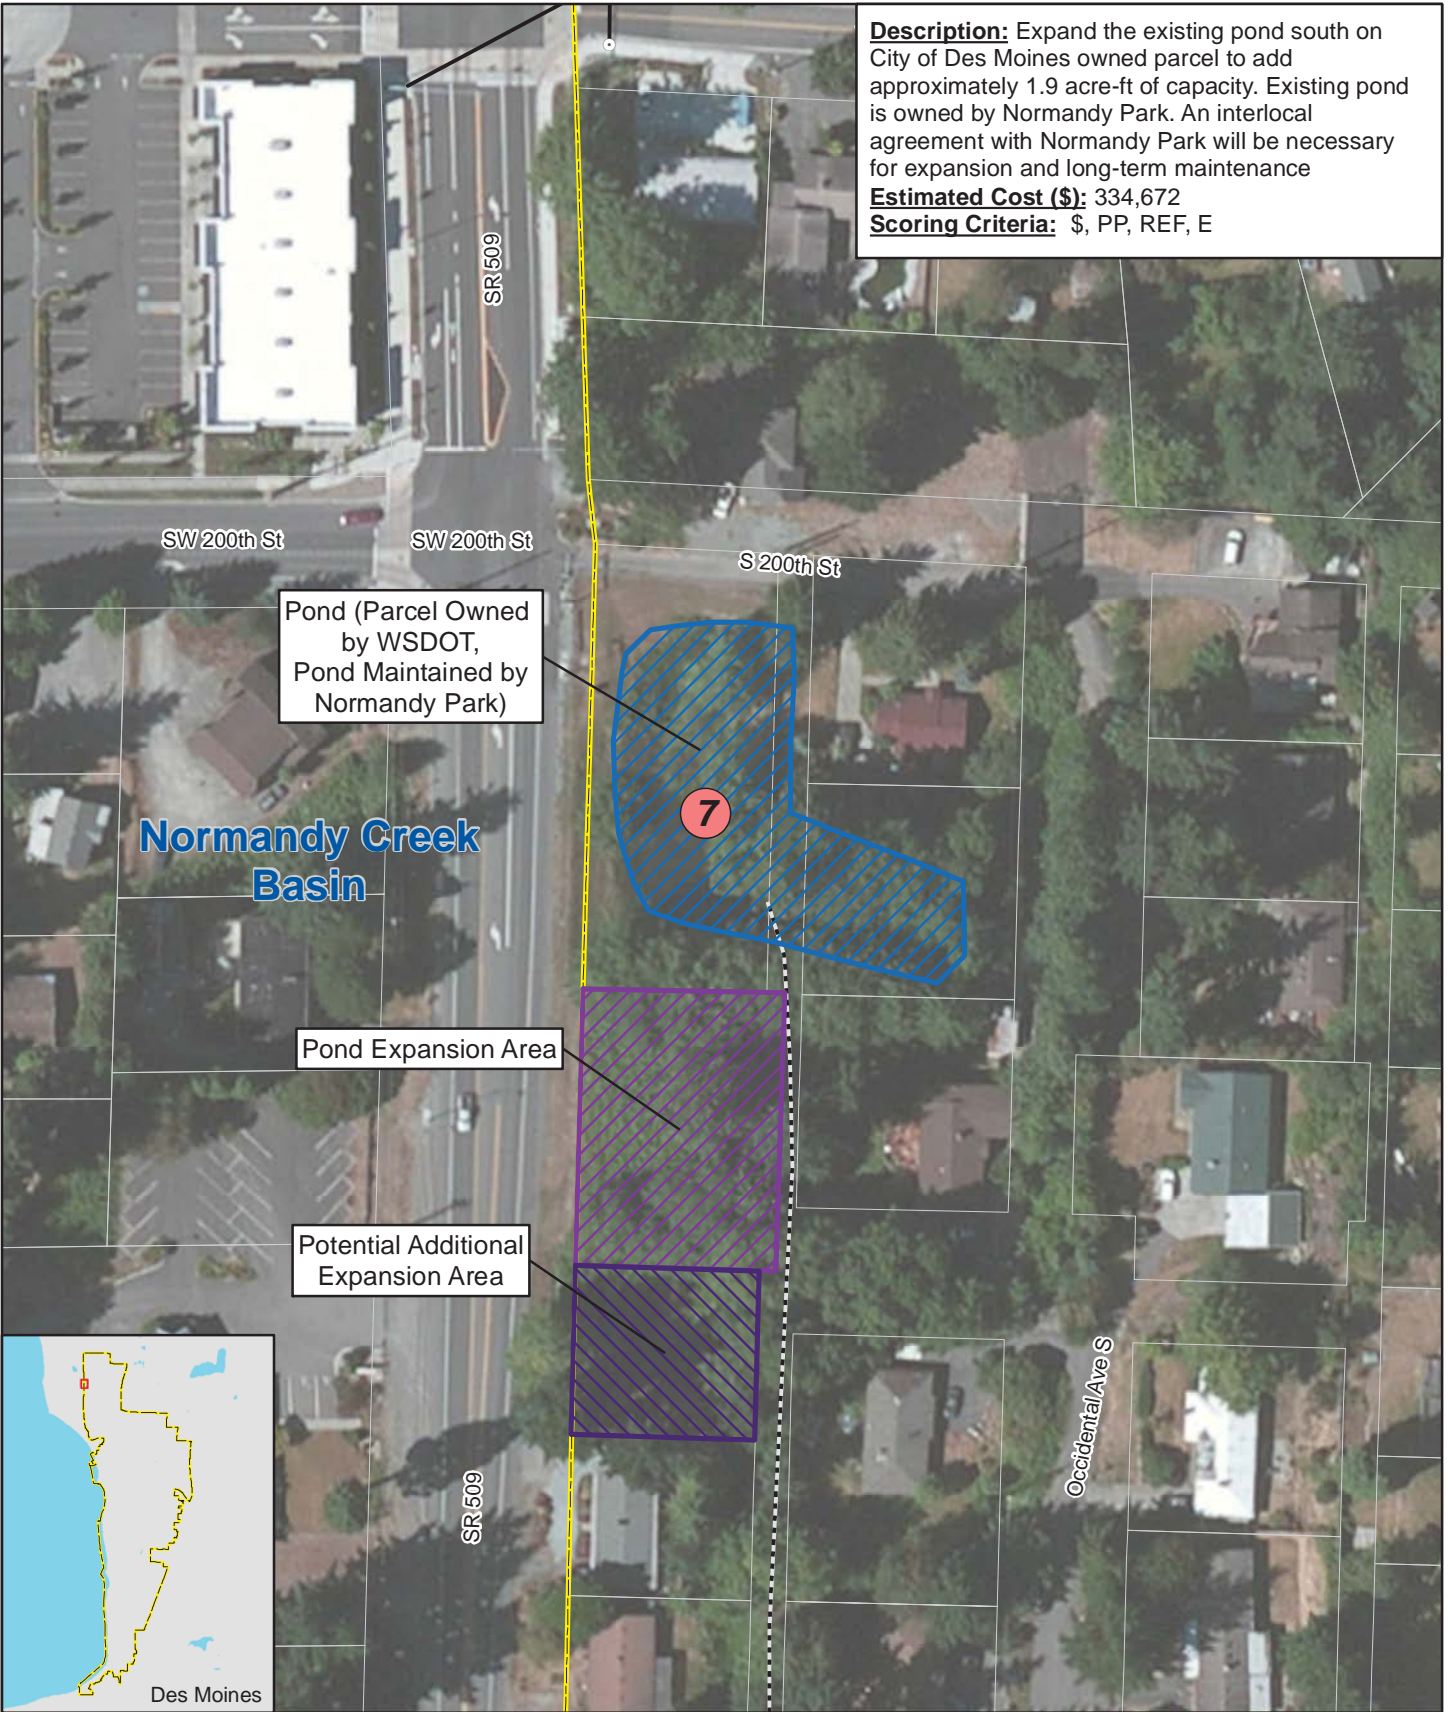 Description: Expand the existing pond south on
City of Des Moines owned parcel to add
approximately 1.9 acre-ft of capacity. Existing pond
is owned by Normandy Park. An interlocal
agreement with Normandy Park will be necessary
for expansion and long-term maintenance
Estimated Cost ($): 334,672
Scoring Criteria: $, PP, REF, E
SR 509
SW 200th St
SW 200th St
S 200th St
Pond (Parcel Owned
by WSDOT,
Pond Maintained by
Normandy Park)
7
Normandy Creek
Basin
Pond Expansion Area
Potential Additional
Expansion Area
Occidental Ave S
SR 509
Des Moines